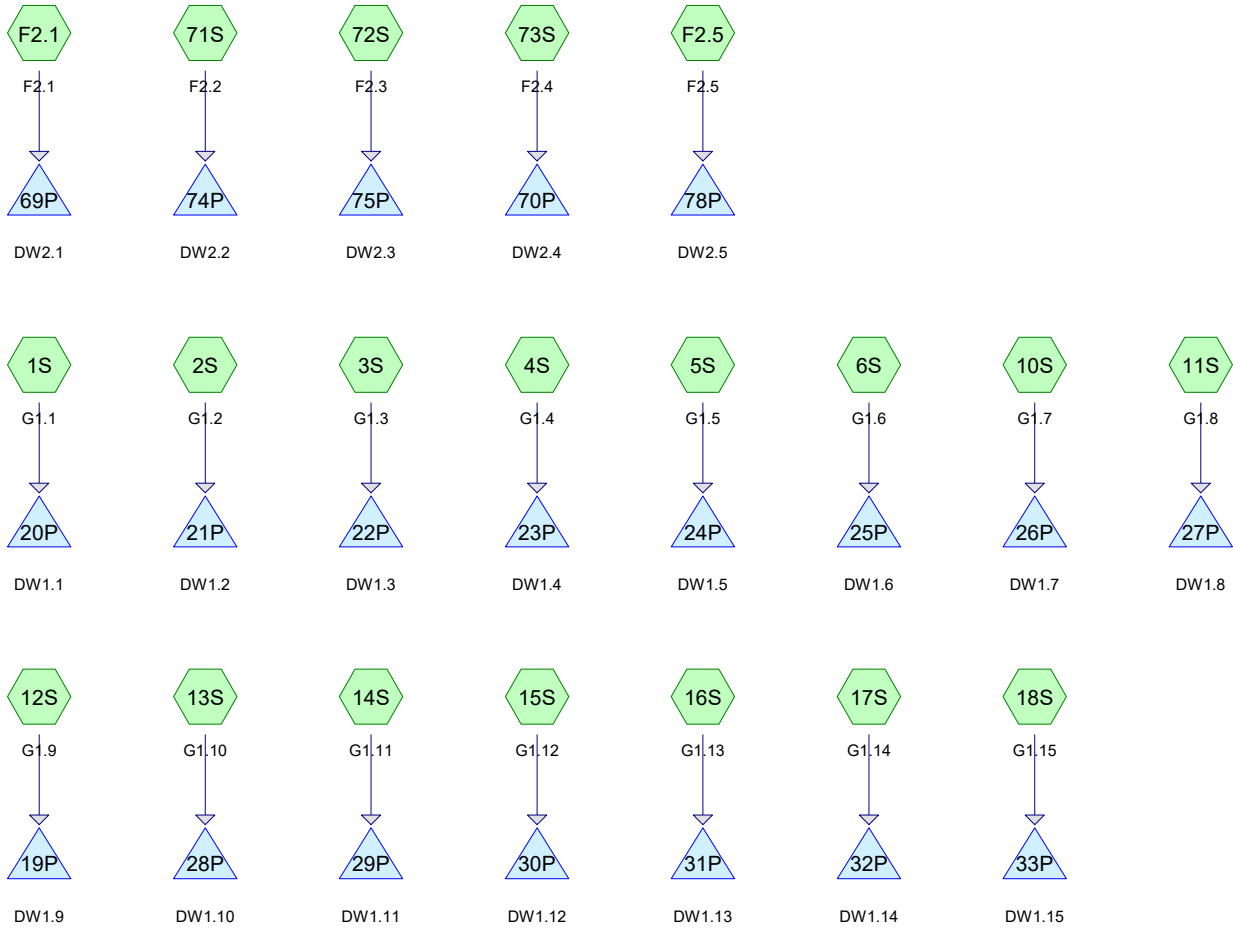 F2.1 71S 72S 73S F2.5
F2.1 F2.2 F2.3 F2.4 F2.5
69P 74P 75P 70P 78P
DW2.1 DW2.2 DW2.3 DW2.4 DW2.5
1S 2S 3S 4S 5S 6S 10S 11S
G1.1 G1.2 G1.3 G1.4 G1.5 G1.6 G1.7 G1.8
20P 21P 22P 23P 24P 25P 26P 27P
DW1.1 DW1.2 DW1.3 DW1.4 DW1.5 DW1.6 DW1.7 DW1.8
12S 13S 14S 15S 16S 17S 18S
G1.9 G1.10 G1.11 G1.12 G1.13 G1.14 G1.15
19P 28P 29P 30P 31P 32P 33P
DW1.9 DW1.10 DW1.11 DW1.12 DW1.13 DW1.14 DW1.15